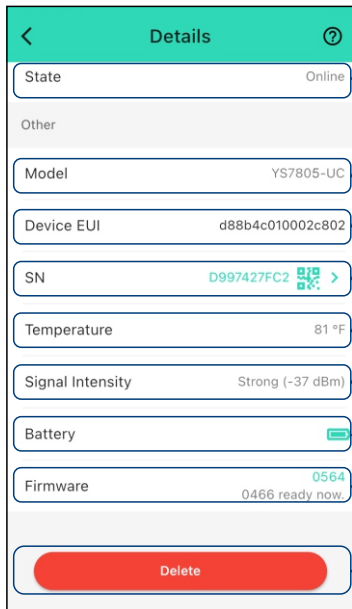 Details
State Online
Other
Model YS7805-UC
Device EUI d88b4c010002c802
SN D997427FC2
Temperature 81 °F
Signal Intensity Strong (-37 dBm)
Battery
Firmware 0564
0466 ready now.
Delete